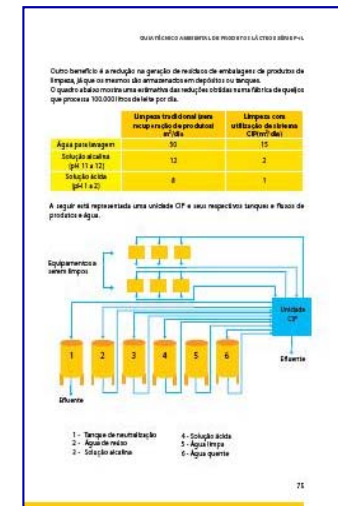 GUIA TÉCNICO AMBIENTAL DE PRODUTOS LÁCTEOS - SÉRIE P+L
Outro benefício é a redução na geração de resíduos de embalagens de produtos de
limpeza, já que os mesmos são armazenados em depósitos ou tanques.
O quadro abaixo mostra uma estimativa das reduções obtidas numa fábrica de queijos
que processa 100.000 litros de leite por dia.
Limpeza tradicional (sem
recuperação de produtos)
m³/dia
Limpeza com
utilização de sistema
CIP(m³/dia)
Água para lavagem 50 15
Solução alcalina
(pH 11 a 12) 12 2
Solução ácida
(pH 1 a 2) 8 1
A seguir está representada uma unidade CIP e seus respectivos tanques e fluxos de
produtos e água.
Equipamentos a
serem limpos
Unidade
CIP
Efluente
1 2 3 4 5 6
Efluente
1 - Tanque de neutralização
2 - Água de reúso
3 - Solução alcalina
4 - Solução ácida
5 - Água limpa
6 - Água quente
75